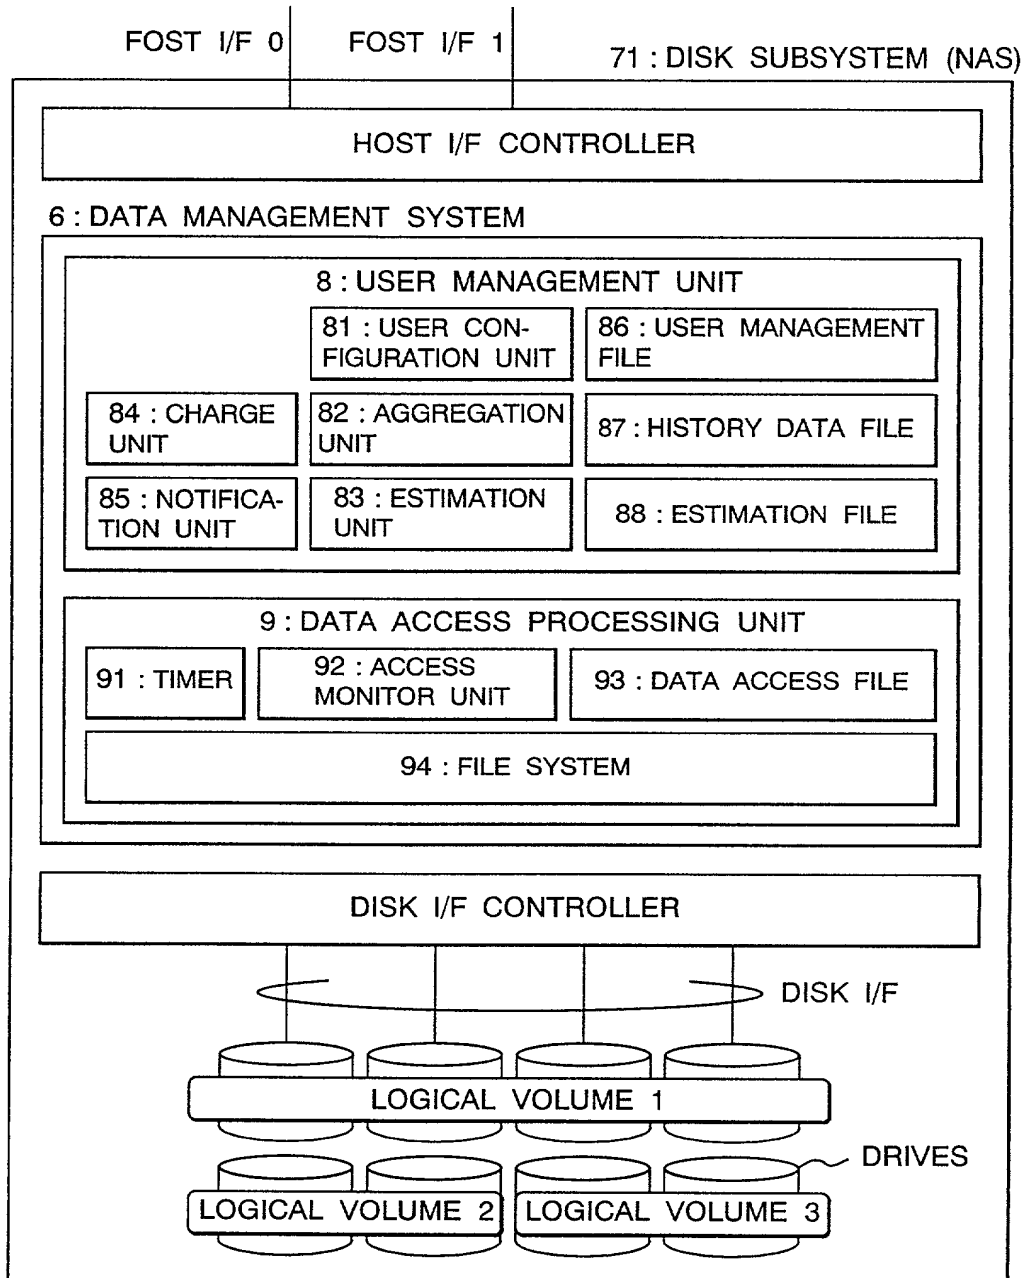 FOST I/F 0
FOST I/F 1
71 : DISK SUBSYSTEM (NAS)
HOST I/F CONTROLLER
6 : DATA MANAGEMENT SYSTEM
8 : USER MANAGEMENT UNIT
81 : USER CON-
FIGURATION UNIT
86 : USER MANAGEMENT
FILE
84 : CHARGE
UNIT
82 : AGGREGATION
UNIT
87 : HISTORY DATA FILE
85 : NOTIFICA-
TION UNIT
83 : ESTIMATION
UNIT
88 : ESTIMATION FILE
9 : DATA ACCESS PROCESSING UNIT
91 : TIMER
92 : ACCESS
MONITOR UNIT
93 : DATA ACCESS FILE
94 : FILE SYSTEM
DISK I/F CONTROLLER
DISK I/F
LOGICAL VOLUME 1
DRIVES
LOGICAL VOLUME 2
LOGICAL VOLUME 3